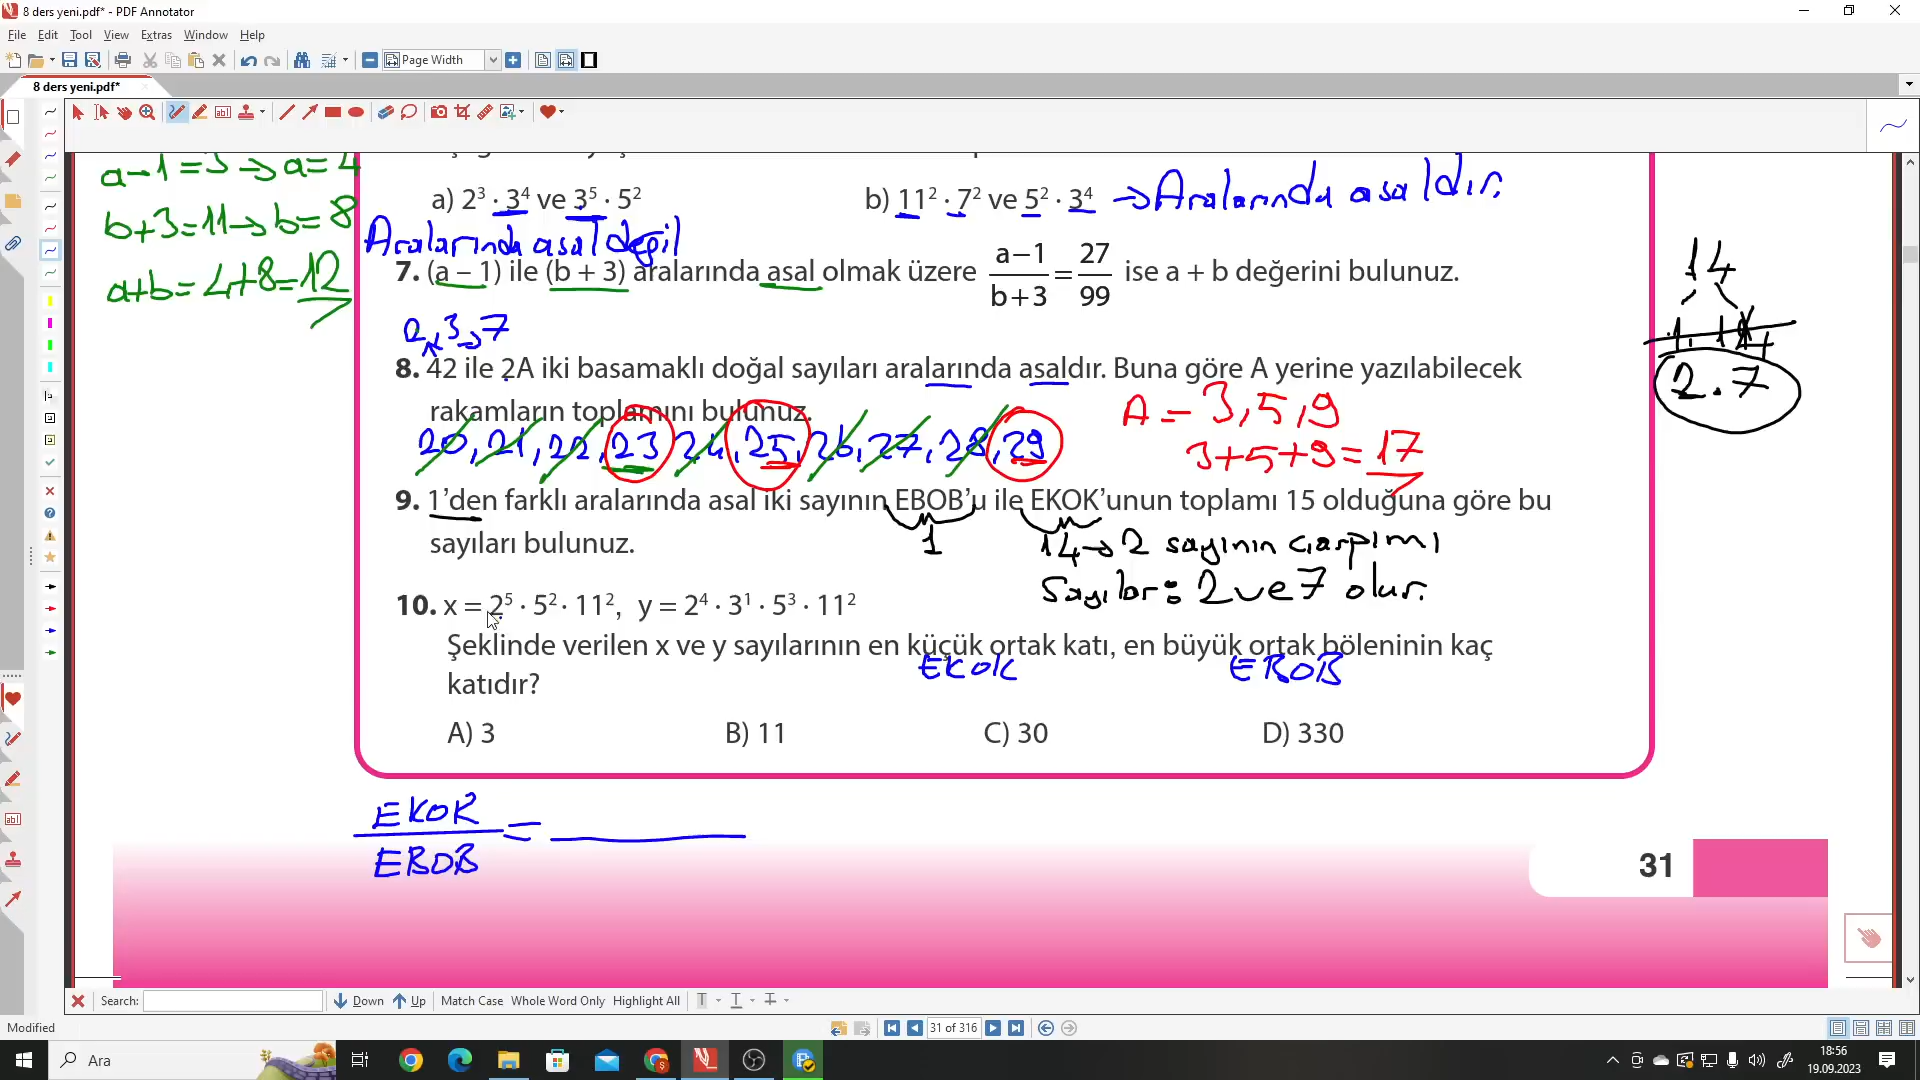 8 ders yeni.pdf* - PDF Annotator
File Edit Tool View Extras Window Help
Page Width
8 ders yeni.pdf*
a-1=3→a=4
b+3=11→b=8
a+b=4+8=12
a) 2³ · 3⁴ ve 3⁵ · 5²
b) 11² · 7² ve 5² · 3⁴ → Aralarında asaldır.
Aralarında asal değil
7. (a – 1) ile (b + 3) aralarında asal olmak üzere a–1/b+3 = 27/99 ise a + b değerini bulunuz.
2, 3, 7
8. 42 ile 2A iki basamaklı doğal sayıları aralarında asaldır. Buna göre A yerine yazılabilecek
rakamların toplamını bulunuz.
A = 3, 5, 9
20, 21, 22, 23, 24, 25, 26, 27, 28, 29
3+5+9=17
14
1, 14
2.7
9. 1'den farklı aralarında asal iki sayının EBOB'u ile EKOK'unun toplamı 15 olduğuna göre bu
sayıları bulunuz.
1
14→2 sayının çarpımı
Sayılar: 2 ve 7 olur.
10. x = 2⁵ · 5² · 11², y = 2⁴ · 3¹ · 5³ · 11²
Şeklinde verilen x ve y sayılarının en küçük ortak katı, en büyük ortak böleninin kaç
EKOK EBOB
katıdır?
A) 3 B) 11 C) 30 D) 330
EKOK/EBOB =
31
Search: Down Up Match Case Whole Word Only Highlight All
Modified
31 of 316
Ara
18:56
19.09.2023